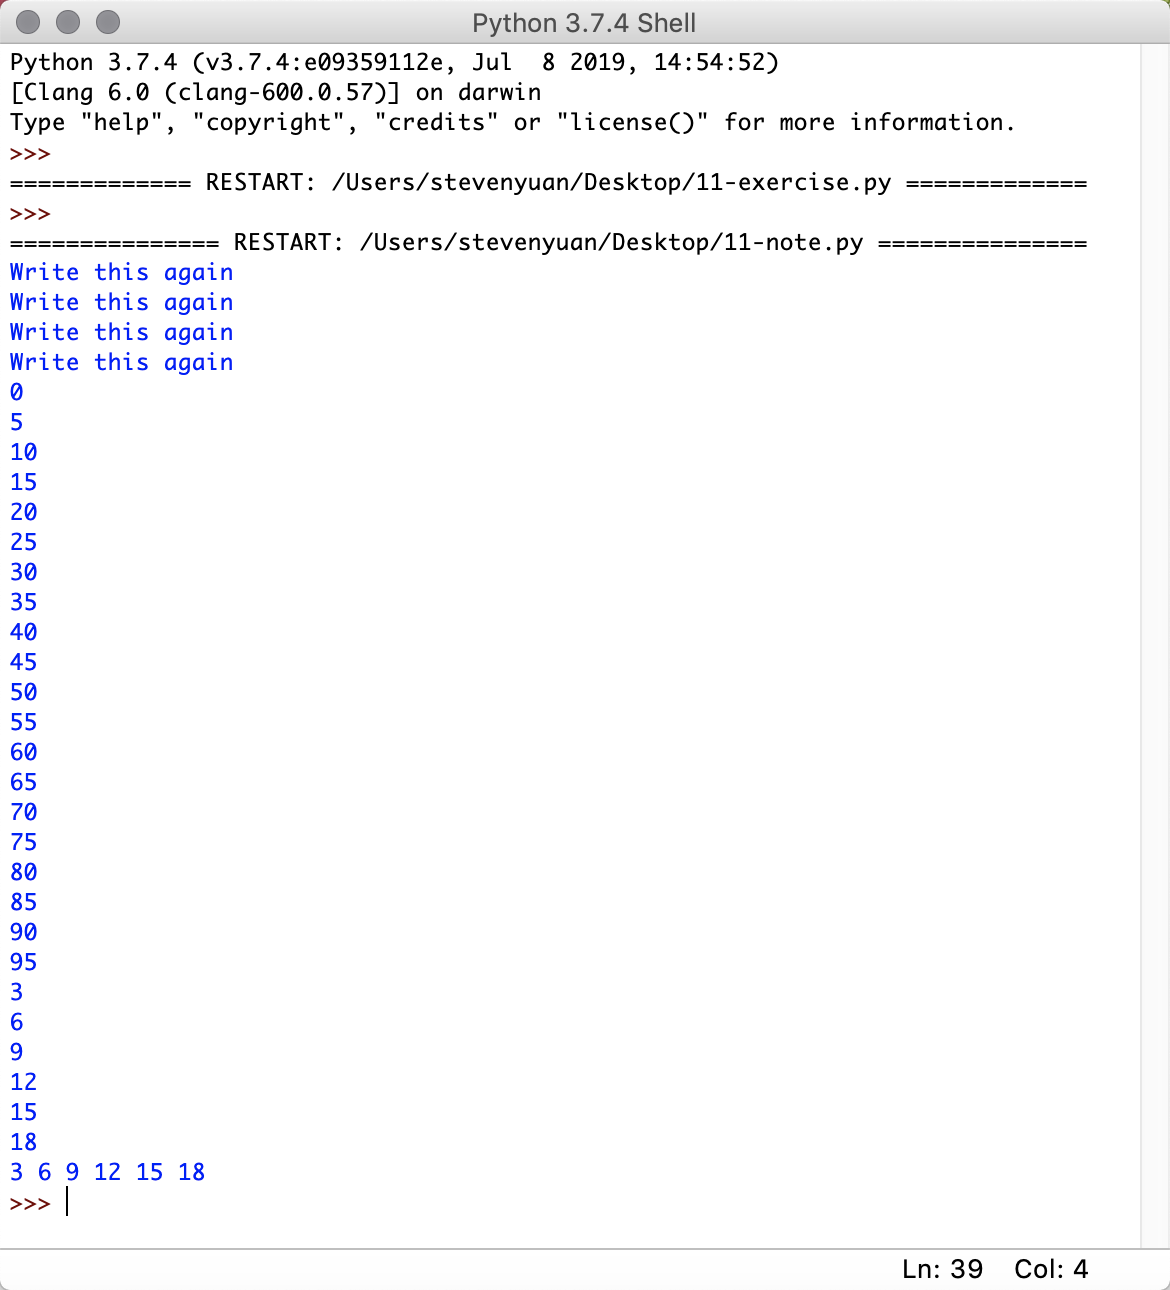 Python 3.7.4 Shell
Python 3.7.4 (v3.7.4:e09359112e, Jul  8 2019, 14:54:52)
[Clang 6.0 (clang-600.0.57)] on darwin
Type "help", "copyright", "credits" or "license()" for more information.
>>>
============= RESTART: /Users/stevenyuan/Desktop/11-exercise.py =============
>>>
=============== RESTART: /Users/stevenyuan/Desktop/11-note.py ===============
Write this again
Write this again
Write this again
Write this again
0
5
10
15
20
25
30
35
40
45
50
55
60
65
70
75
80
85
90
95
3
6
9
12
15
18
3 6 9 12 15 18
>>>
Ln: 39  Col: 4